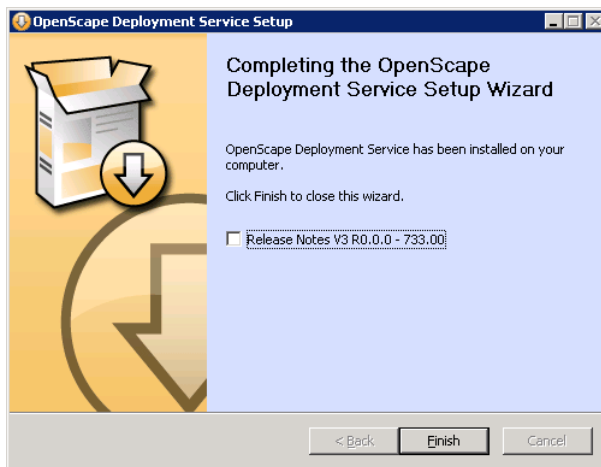 OpenScape Deployment Service Setup
Completing the OpenScape
Deployment Service Setup Wizard
OpenScape Deployment Service has been installed on your
computer.
Click Finish to close this wizard.
Release Notes V3 R0.0.0 - 733.00
< Back
Finish
Cancel